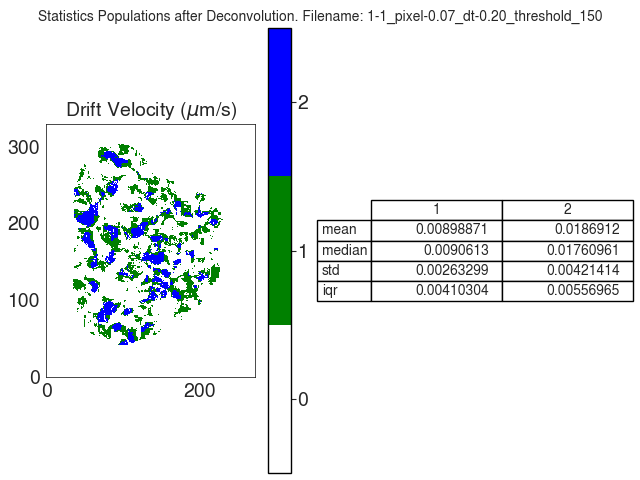 Statistics Populations after Deconvolution. Filename: 1-1_pixel-0.07_dt-0.20_threshold_150
Drift Velocity (μm/s)
300
200
100
0
0 200
2
1
0
1 2
mean 0.00898871 0.0186912
median 0.0090613 0.01760961
std 0.00263299 0.00421414
iqr 0.00410304 0.00556965